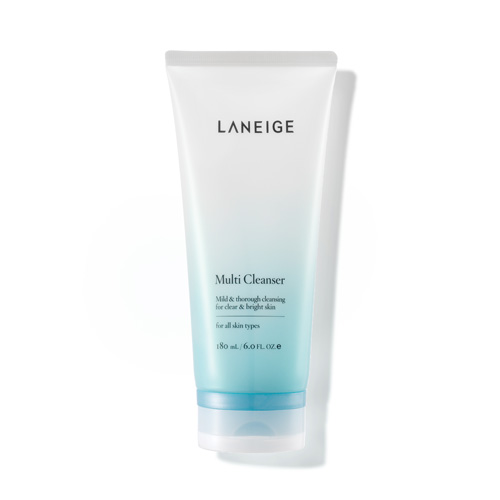 LANEIGE
Multi Cleanser
Mild & thorough cleansing
for clear & bright skin
for all skin types
180 mL / 6.0 FL. OZ. e